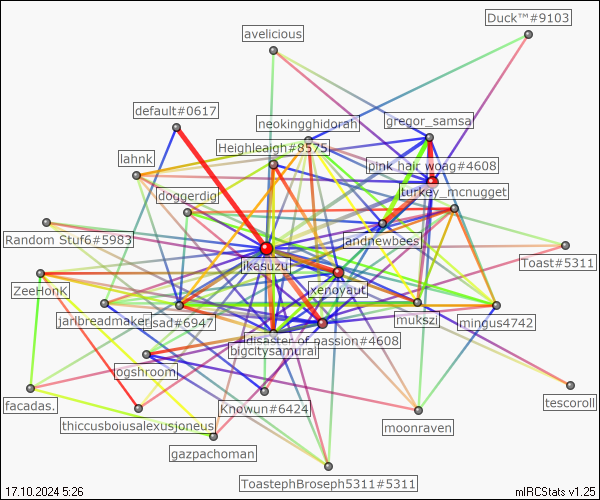 Duck™#9103
avelicious
default#0617
neokingghidorah
gregor_samsa
Heighleaigh#8575
lahnk
pink hair woag#4608
turkey_mcnugget
doggerdig
Random Stuf6#5983
andnewbees
Toast#5311
ikasuzu
ZeeHonK
xenovaut
jaribreadmaker
sad#6947
mukszi
mingus4742
disaster of passion#4608
bigcitysamurai
ogshroom
tescoroll
facadas.
Knowun#6424
thiccusboiusalexusjoneus
moonraven
gazpachoman
ToastephBroseph5311#5311
17.10.2024 5:26
mIRCStats v1.25